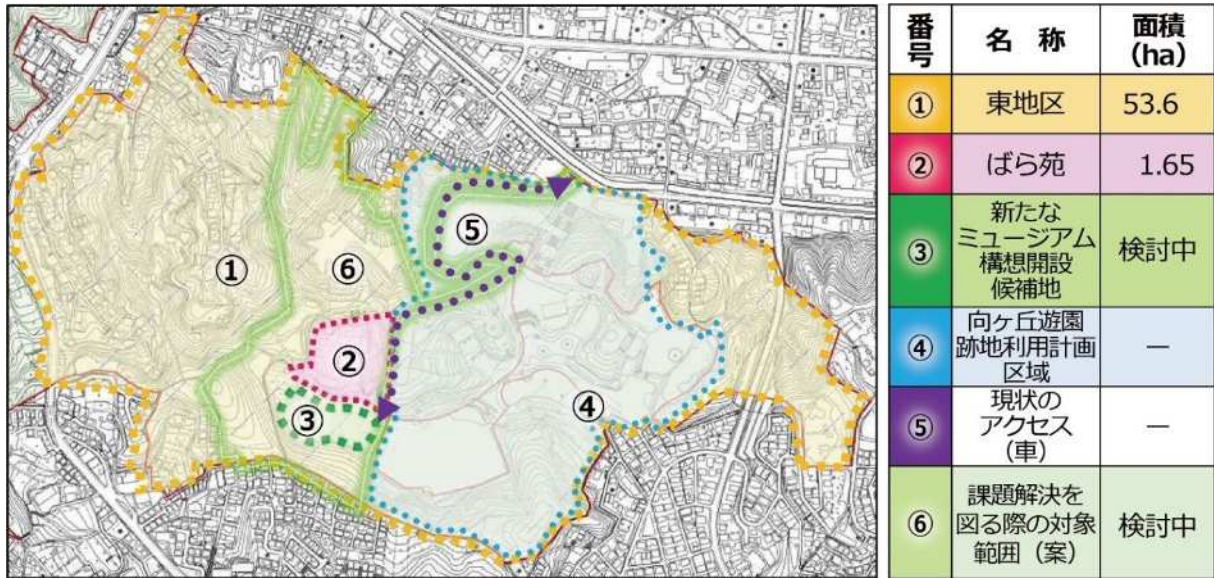 ①
⑥
⑤
②
③
④
番号 名 称 面積(ha)
① 東地区 53.6
② ばら苑 1.65
③ 新たな
ミュージアム
構想開設
候補地 検討中
④ 向ヶ丘遊園
跡地利用計画
区域 ―
⑤ 現状の
アクセス
(車) ―
⑥ 課題解決を
図る際の対象
範囲(案) 検討中